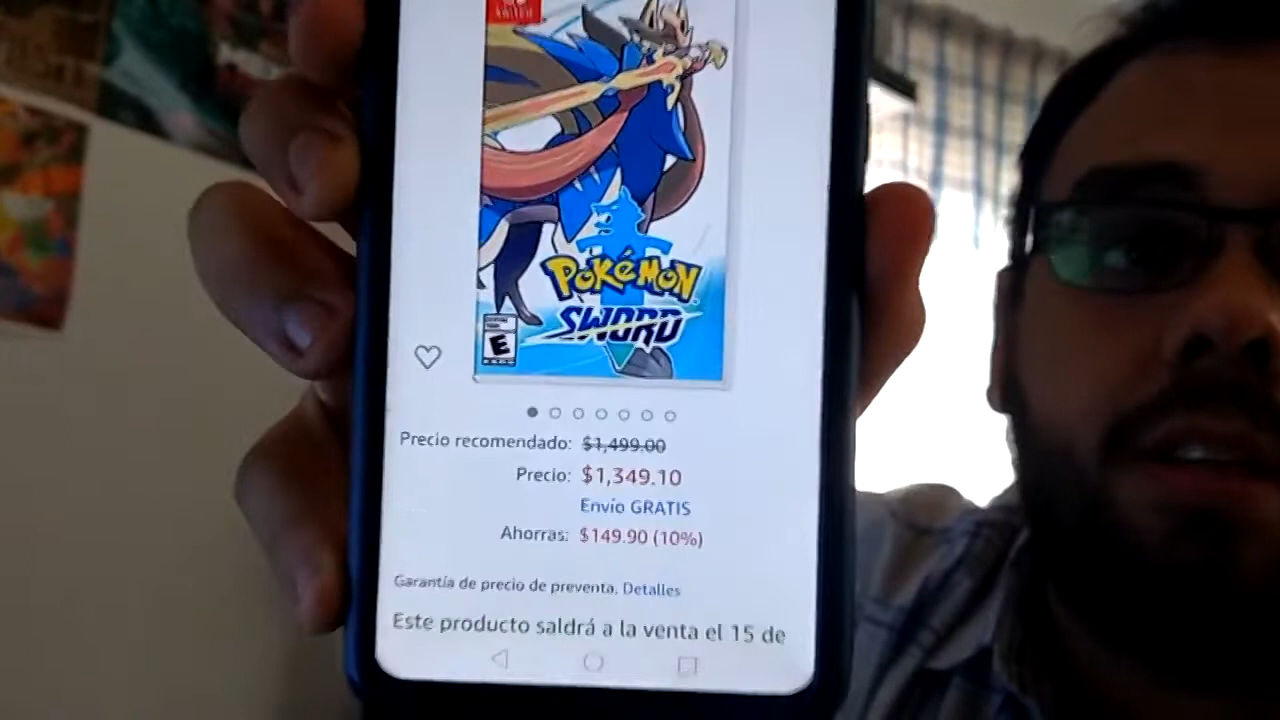 POKéMON
SWORD
E
Precio recomendado: $1,499.00
Precio: $1,349.10
Envío GRATIS
Ahorras: $149.90 (10%)
Garantía de precio de preventa. Detalles
Este producto saldrá a la venta el 15 de